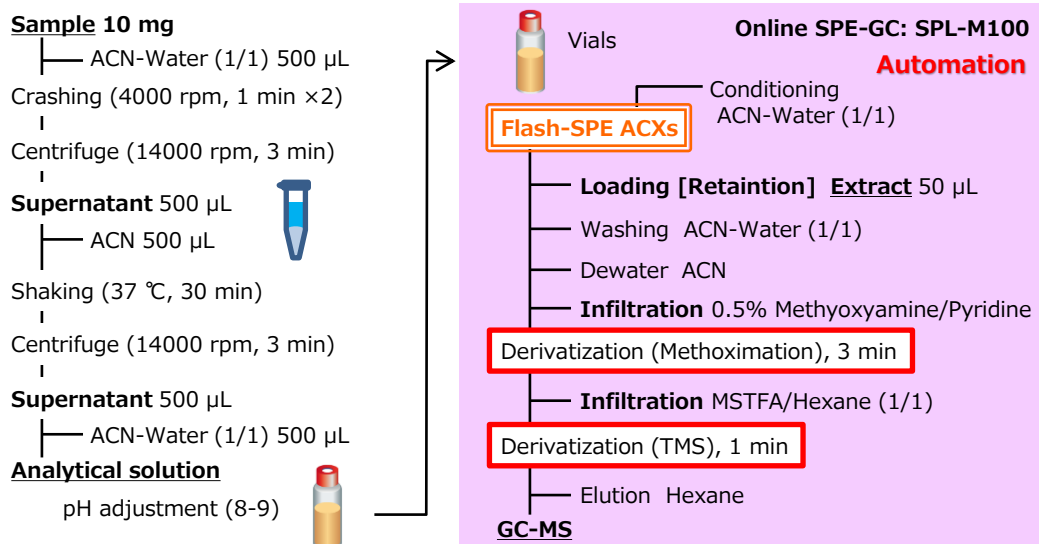 Sample 10 mg
ACN-Water (1/1) 500 µL
Crashing (4000 rpm, 1 min ×2)
Centrifuge (14000 rpm, 3 min)
Supernatant 500 µL
ACN 500 µL
Shaking (37 ℃, 30 min)
Centrifuge (14000 rpm, 3 min)
Supernatant 500 µL
ACN-Water (1/1) 500 µL
Analytical solution
pH adjustment (8-9)
Online SPE-GC: SPL-M100
Automation
Vials
Conditioning
ACN-Water (1/1)
Flash-SPE ACXs
Loading [Retaintion] Extract 50 µL
Washing ACN-Water (1/1)
Dewater ACN
Infiltration 0.5% Methyoxyamine/Pyridine
Derivatization (Methoximation), 3 min
Infiltration MSTFA/Hexane (1/1)
Derivatization (TMS), 1 min
Elution Hexane
GC-MS